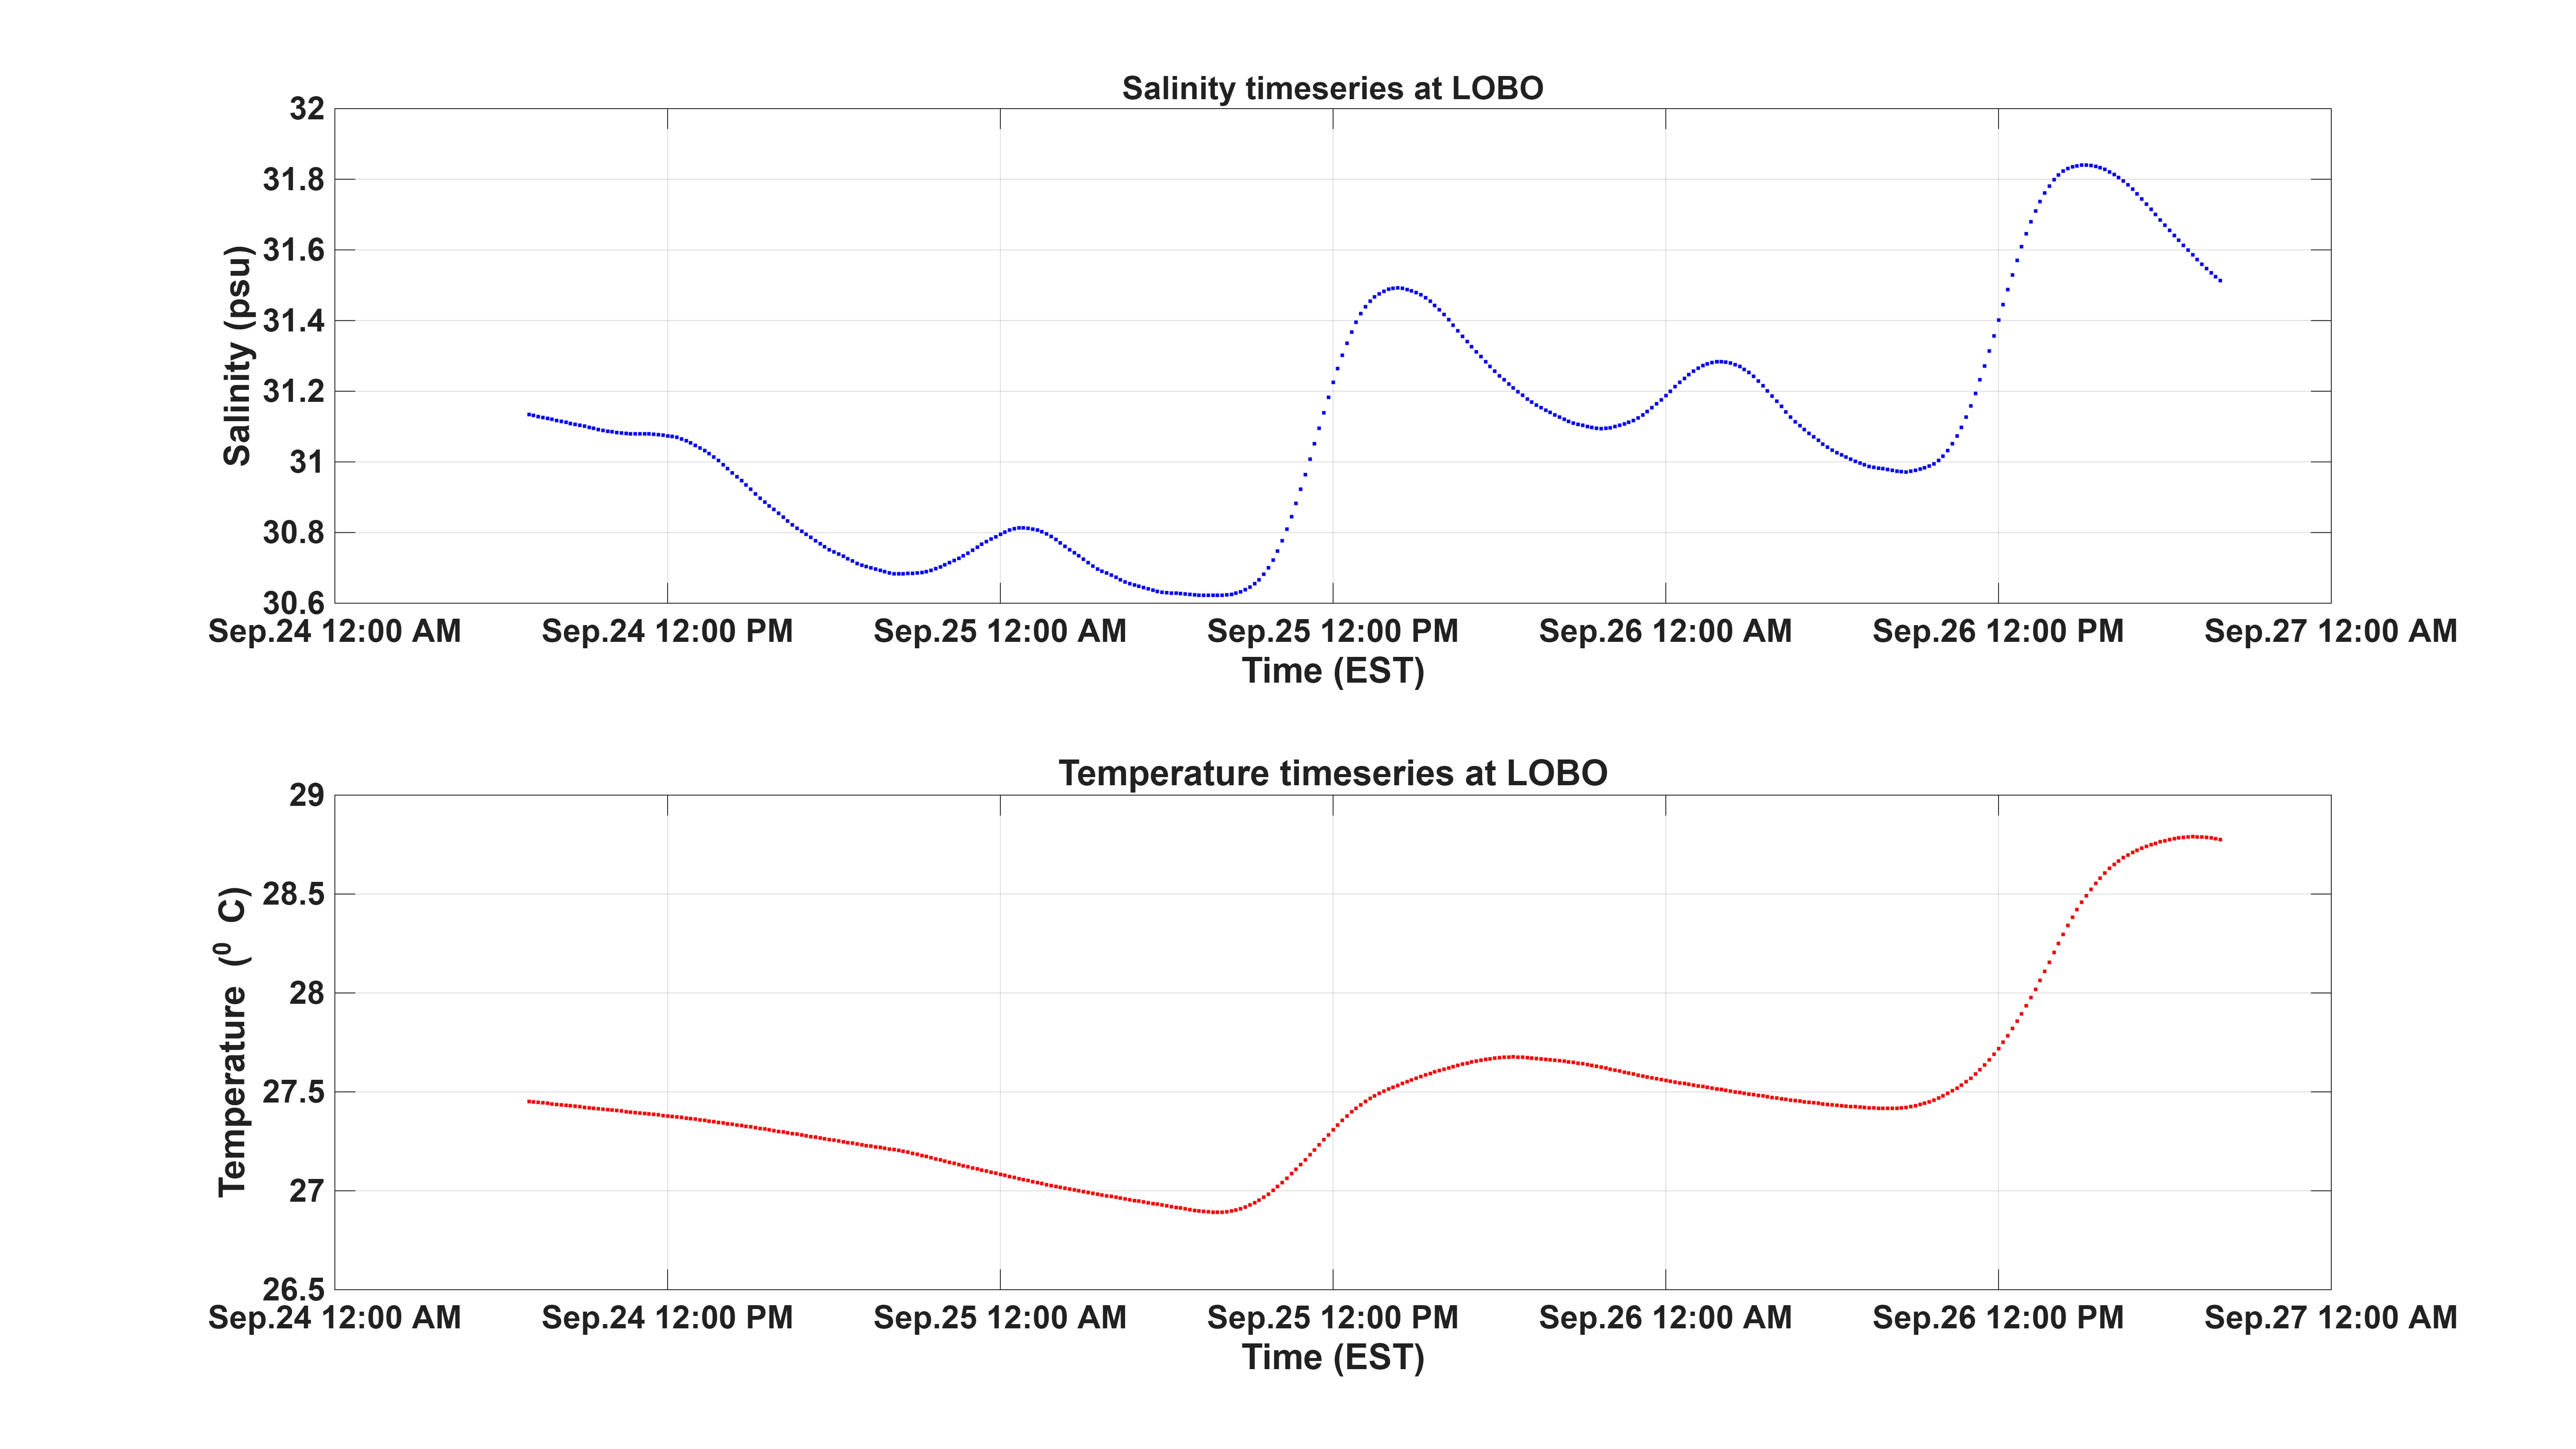 Salinity timeseries at LOBO
Salinity (psu)
32
31.8
31.6
31.4
31.2
31
30.8
30.6
Sep.24 12:00 AM Sep.24 12:00 PM Sep.25 12:00 AM Sep.25 12:00 PM Sep.26 12:00 AM Sep.26 12:00 PM Sep.27 12:00 AM
Time (EST)
Temperature timeseries at LOBO
Temperature (⁰ C)
29
28.5
28
27.5
27
26.5
Sep.24 12:00 AM Sep.24 12:00 PM Sep.25 12:00 AM Sep.25 12:00 PM Sep.26 12:00 AM Sep.26 12:00 PM Sep.27 12:00 AM
Time (EST)